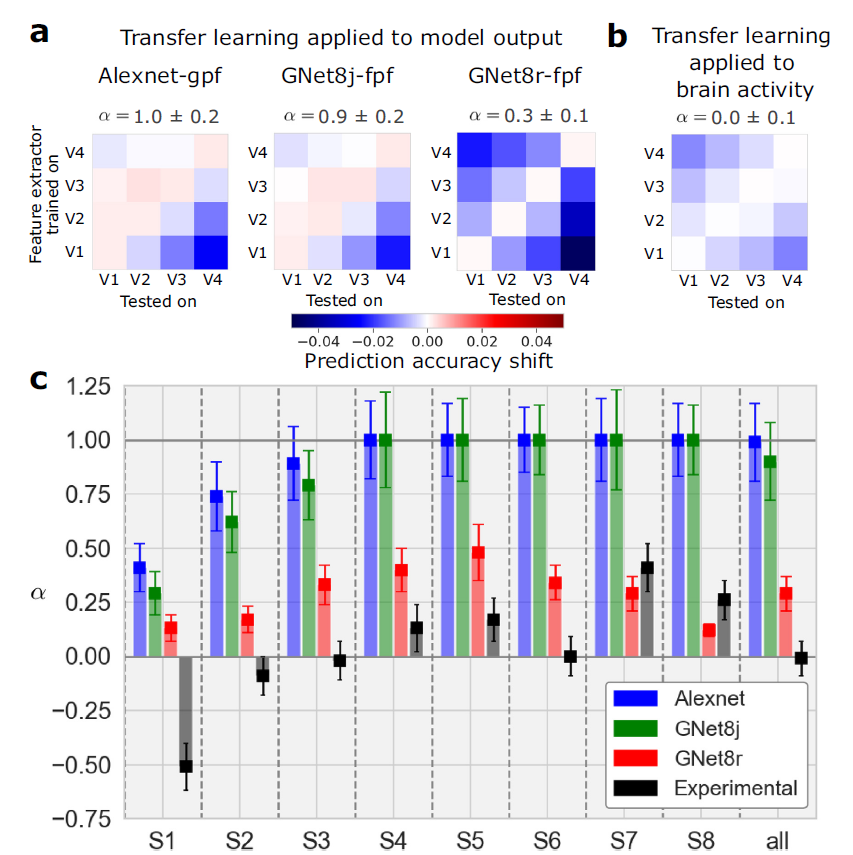 a
Transfer learning applied to model output
Alexnet-gpf
GNet8j-fpf
GNet8r-fpf
α = 1.0 ± 0.2
α = 0.9 ± 0.2
α = 0.3 ± 0.1
Feature extractor
trained on
V4
V3
V2
V1
V4
V3
V2
V1
V4
V3
V2
V1
V1 V2 V3 V4
V1 V2 V3 V4
V1 V2 V3 V4
Tested on
Tested on
Tested on
b
Transfer learning
applied to
brain activity
α = 0.0 ± 0.1
V4
V3
V2
V1
V1 V2 V3 V4
Tested on
−0.04 −0.02 0.00 0.02 0.04
Prediction accuracy shift
c
1.25
1.00
0.75
0.50
0.25
0.00
−0.25
−0.50
−0.75
α
Alexnet
GNet8j
GNet8r
Experimental
S1 S2 S3 S4 S5 S6 S7 S8 all